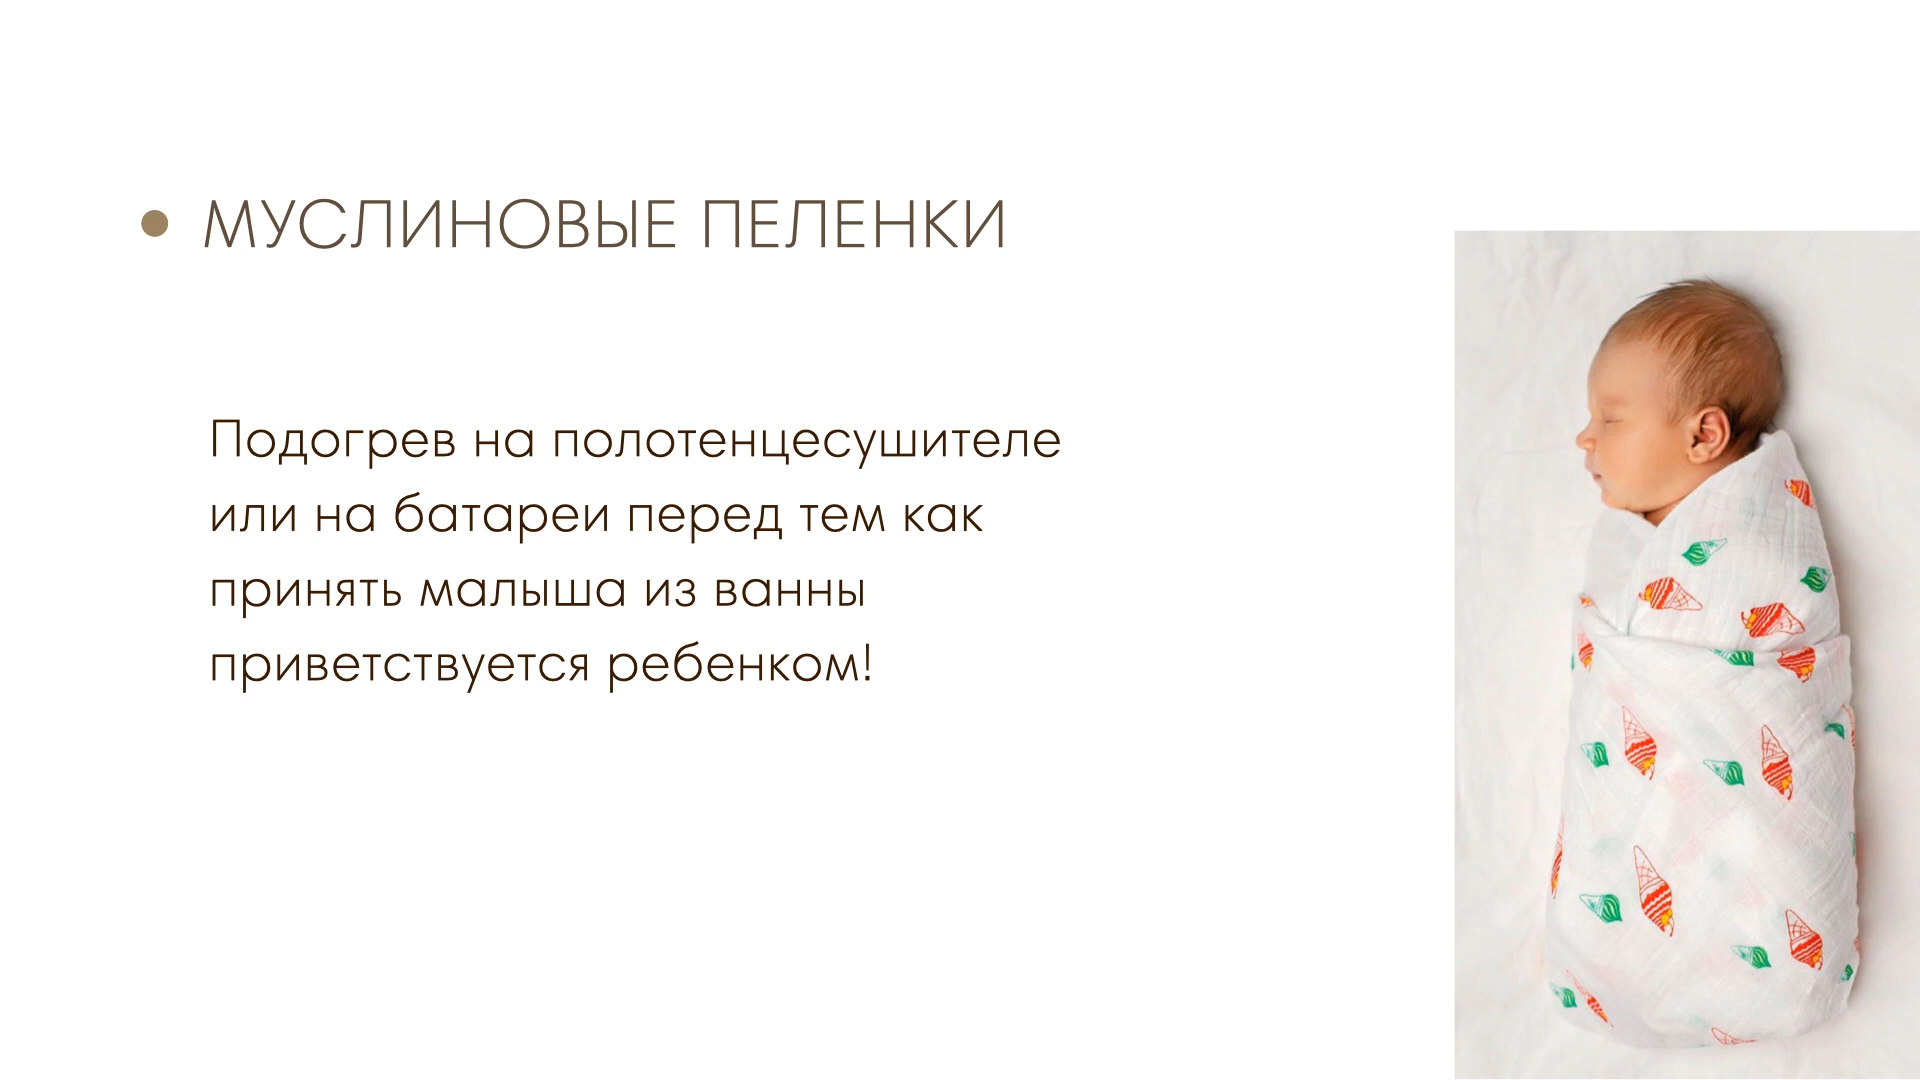 МУСЛИНОВЫЕ ПЕЛЕНКИ
Подогрев на полотенцесушителе
или на батареи перед тем как
принять малыша из ванны
приветствуется ребенком!